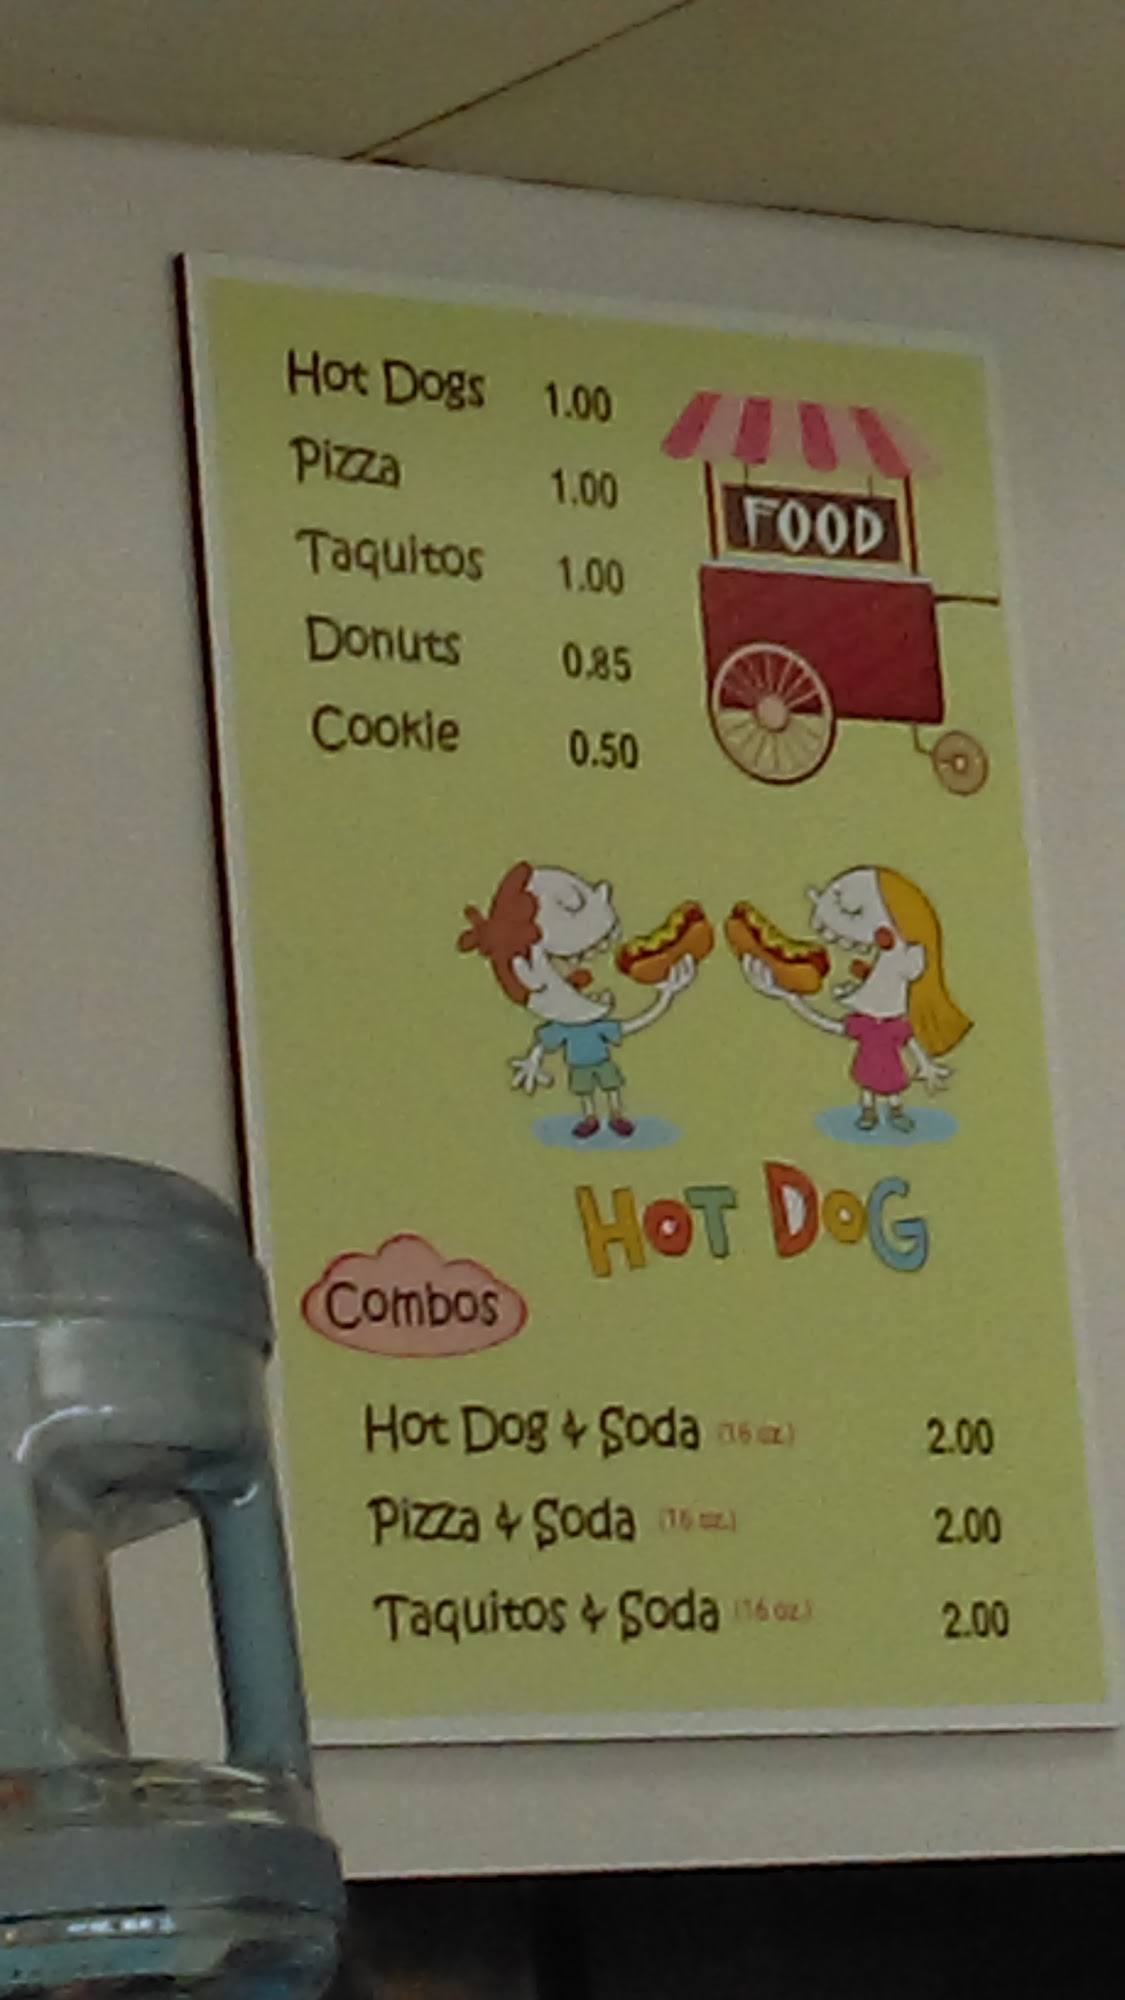 Hot Dogs 1.00
Pizza 1.00
Taquitos 1.00
Donuts 0.85
Cookie 0.50
FOOD
HOT DOG
Combos
Hot Dog & Soda (16 oz.) 2.00
Pizza & Soda (16 oz.) 2.00
Taquitos & Soda (16 oz.) 2.00